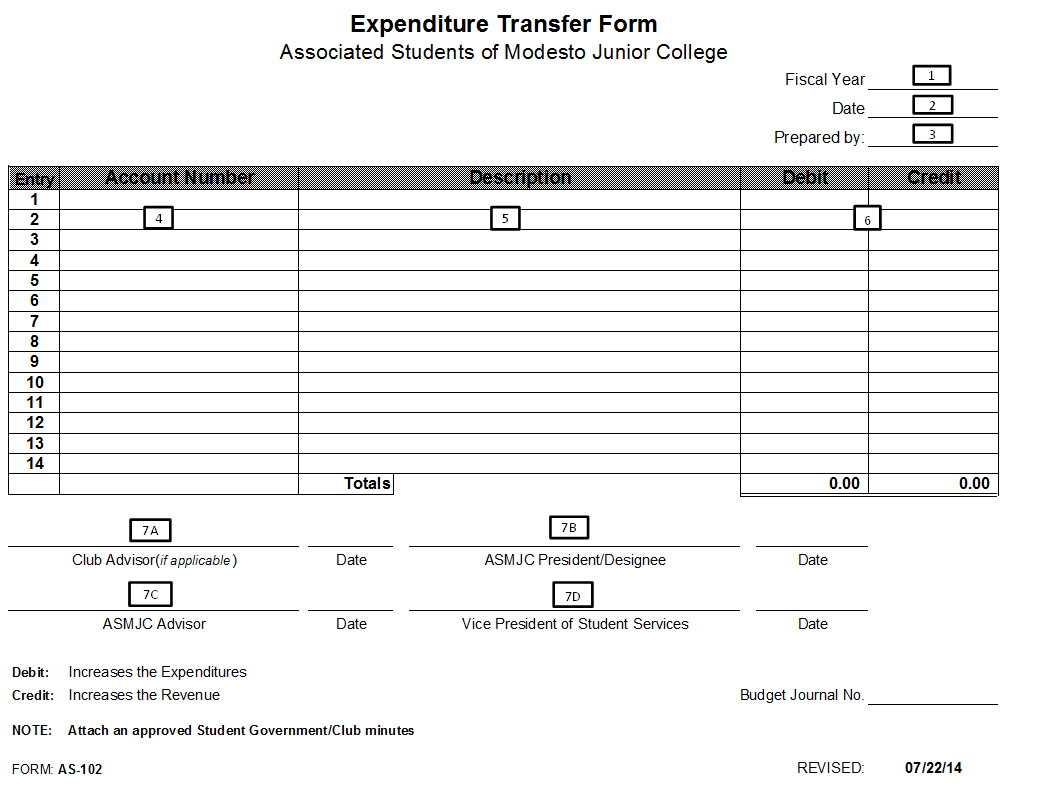 Expenditure Transfer Form
Associated Students of Modesto Junior College
Fiscal Year 1
Date 2
Prepared by: 3
Entry Account Number Description Debit Credit
1
2 4 5 6
3
4
5
6
7
8
9
10
11
12
13
14
Totals 0.00 0.00
7A 7B
Club Advisor(if applicable) Date ASMJC President/Designee Date
7C 7D
ASMJC Advisor Date Vice President of Student Services Date
Debit: Increases the Expenditures
Credit: Increases the Revenue Budget Journal No.
NOTE: Attach an approved Student Government/Club minutes
FORM: AS-102 REVISED: 07/22/14